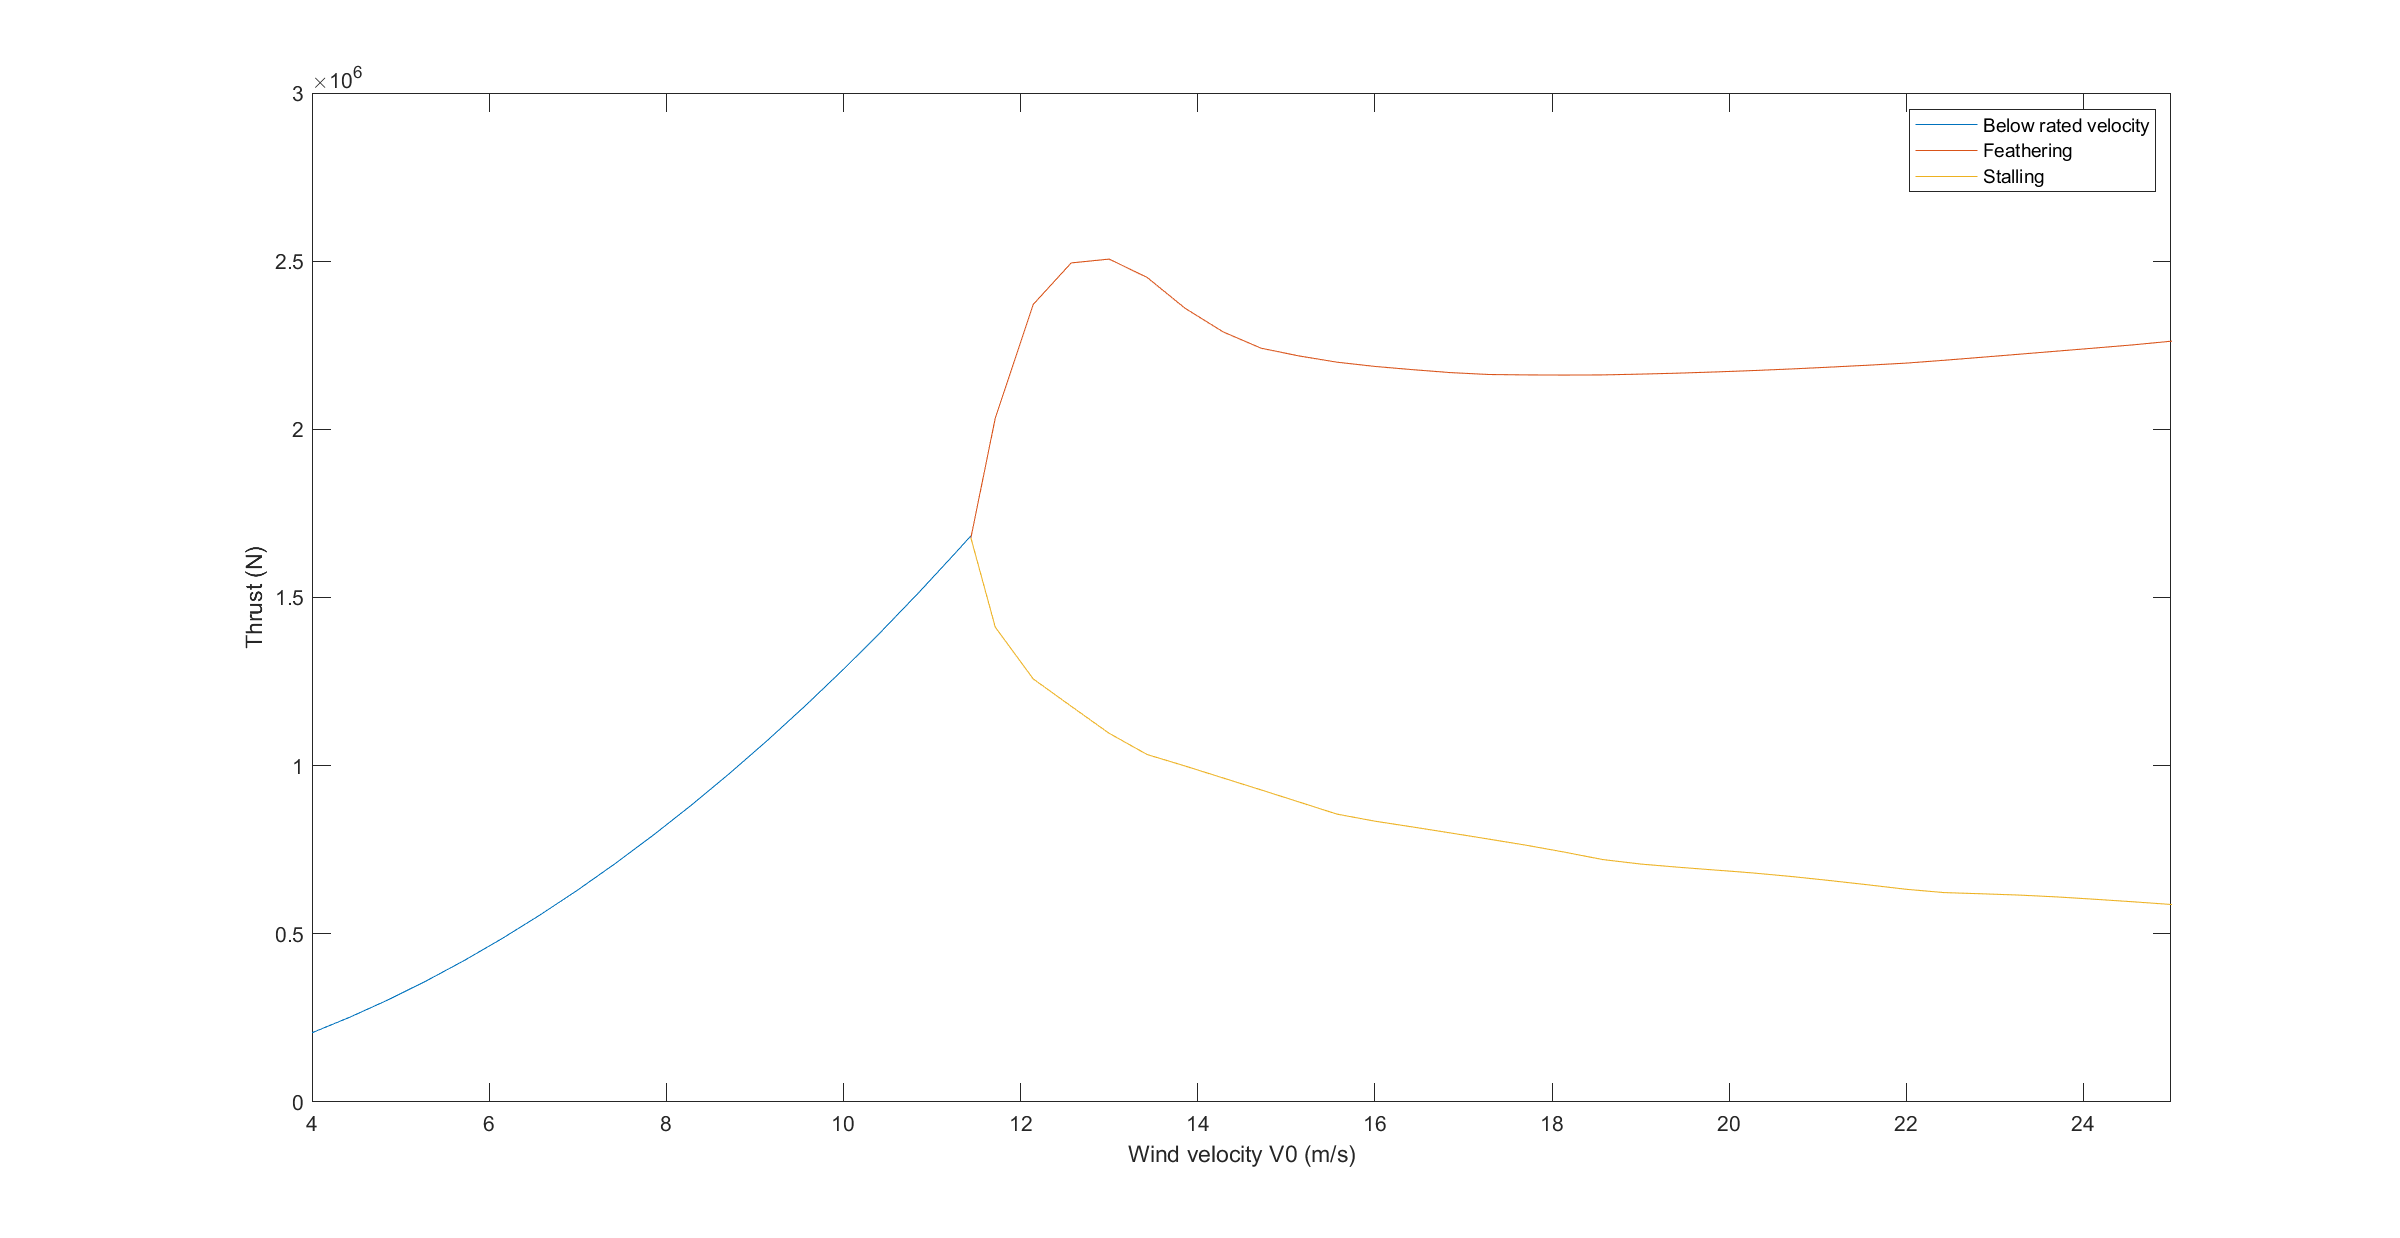 ×10^6
3
2.5
2
1.5
1
0.5
0
Thrust (N)
4 6 8 10 12 14 16 18 20 22 24
Wind velocity V0 (m/s)
Below rated velocity
Feathering
Stalling